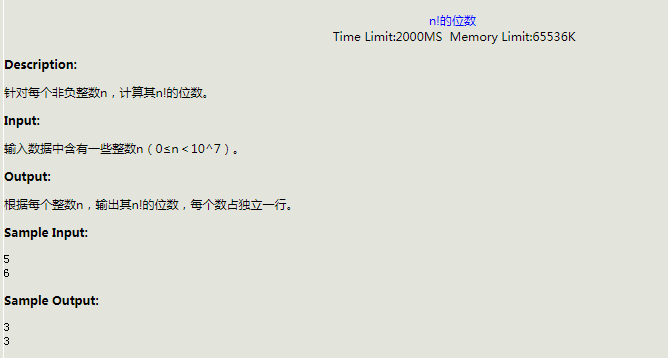 n!的位数
Time Limit:2000MS  Memory Limit:65536K
Description:
针对每个非负整数n，计算其n!的位数。
Input:
输入数据中含有一些整数n（0≤n＜10^7）。
Output:
根据每个整数n，输出其n!的位数，每个数占独立一行。
Sample Input:
5
6
Sample Output:
3
3